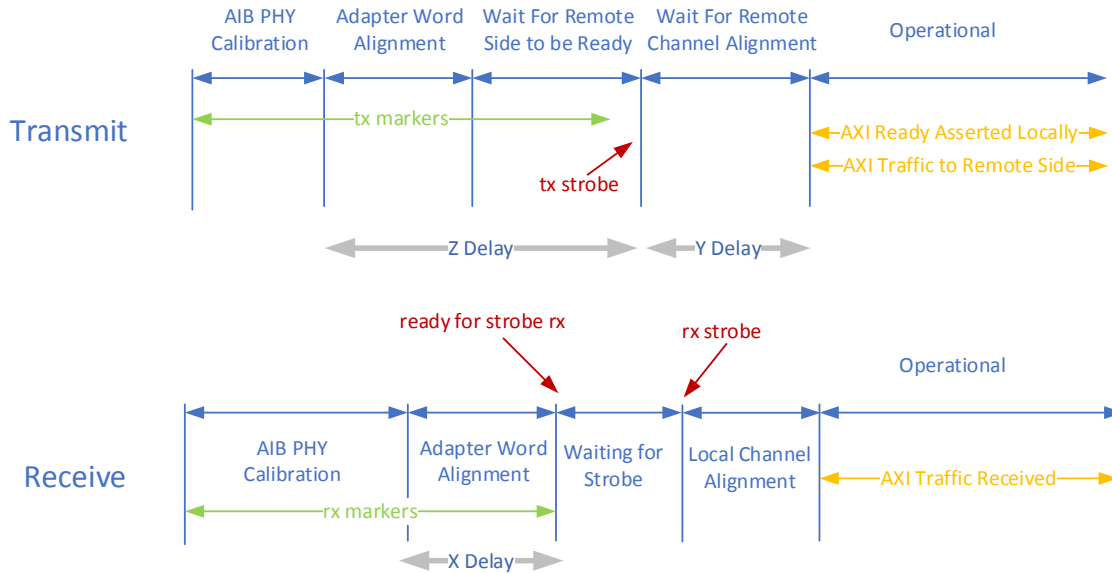 AIB PHY
Calibration
Adapter Word
Alignment
Wait For Remote
Side to be Ready
Wait For Remote
Channel Alignment
Operational
Transmit
tx markers
tx strobe
AXI Ready Asserted Locally
AXI Traffic to Remote Side
Z Delay
Y Delay
ready for strobe rx
rx strobe
Operational
Receive
AIB PHY
Calibration
Adapter Word
Alignment
Waiting for
Strobe
Local Channel
Alignment
AXI Traffic Received
rx markers
X Delay